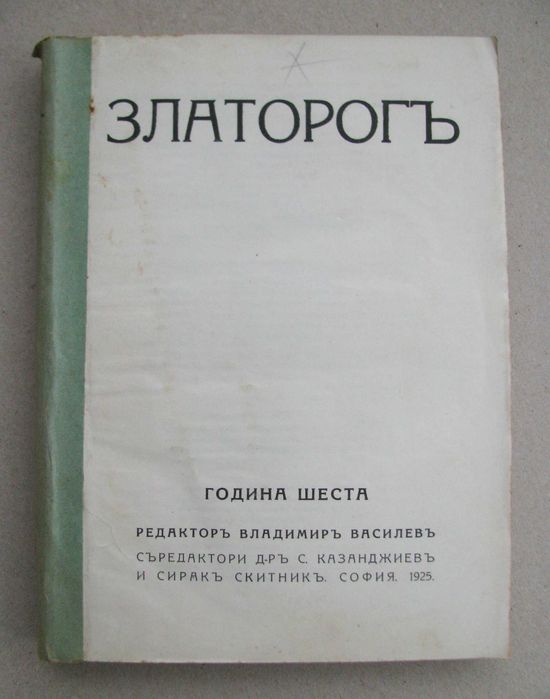 ЗЛАТОРОГЪ
ГОДИНА ШЕСТА
РЕДАКТОРЪ ВЛАДИМИРЪ ВАСИЛЕВЪ
СЪРЕДАКТОРИ Д-РЪ С. КАЗАНДЖИЕВЪ
И СИРАКЪ СКИТНИКЪ. СОФИЯ. 1925.